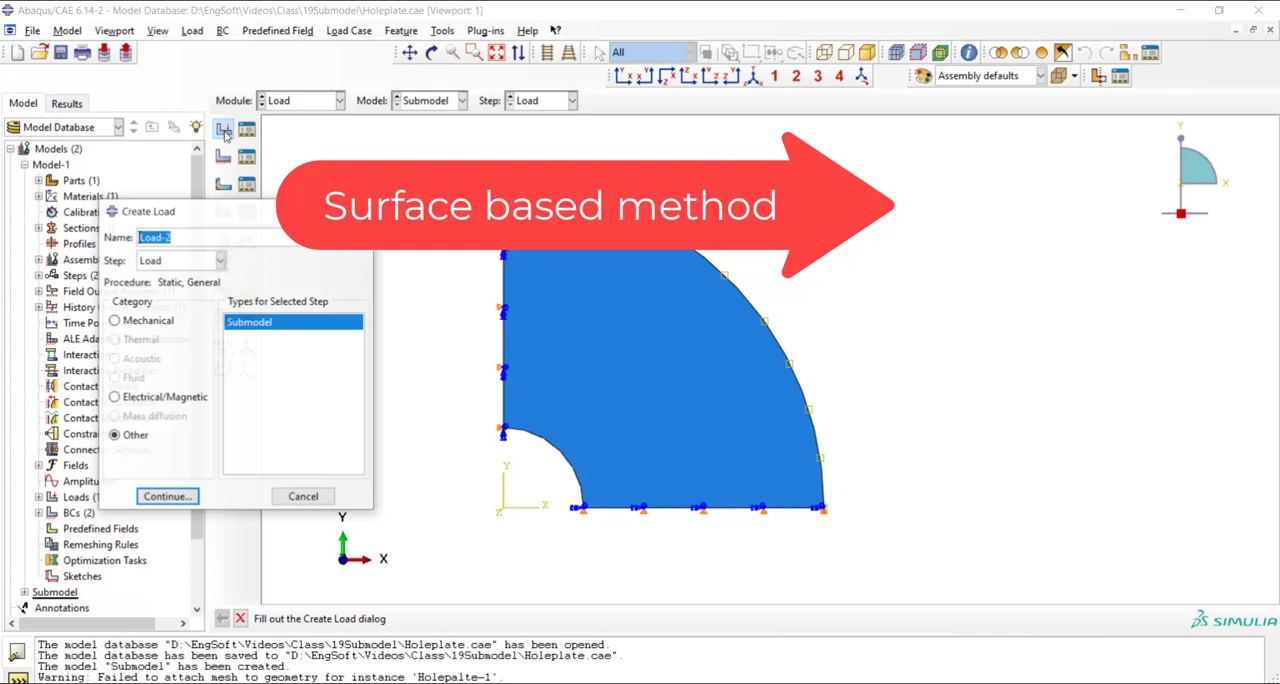 Abaqus/CAE 6.14-2 - Model Database: D:\EngSoft\Videos\Class\19Submodel\Holeplate.cae [Viewport: 1]
File Model Viewport View Load BC Predefined Field Load Case Feature Tools Plug-ins Help
All
1 2 3 4 Assembly defaults
Model Results Module: Load Model: Submodel Step: Load
Model Database
Models (2)
Model-1
Parts (1)
Materials (1)
Calibrat
Sections
Profiles
Assemb
Steps (2
Field Ou
History
Time Po
ALE Ada
Interact
Interact
Contact
Contact
Contact
Constrai
Connec
Fields
Amplitu
Loads (1
BCs (2)
Predefined Fields
Remeshing Rules
Optimization Tasks
Sketches
Submodel
Annotations
Create Load
Name: Load-2
Step: Load
Procedure: Static, General
Category
Types for Selected Step
Mechanical
Thermal
Acoustic
Fluid
Electrical/Magnetic
Mass diffusion
Other
Submodel
Continue...
Cancel
Surface based method
Y
X
Z
Y
X
Z
Y
X
Fill out the Create Load dialog
SIMULIA
The model database "D:\EngSoft\Videos\Class\19Submodel\Holeplate.cae" has been opened.
The model database has been saved to "D:\EngSoft\Videos\Class\19Submodel\Holeplate.cae".
The model "Submodel" has been created.
Warning: Failed to attach mesh to geometry for instance 'Holepalte-1'.